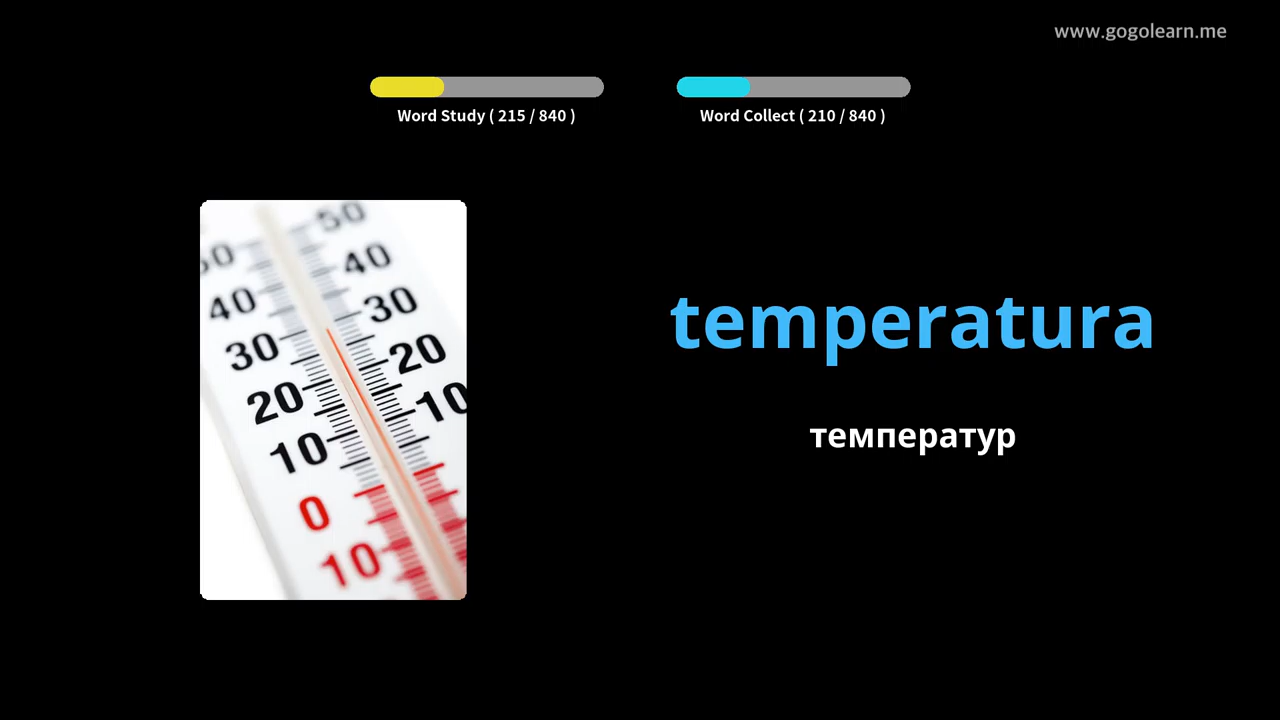 www.gogolearn.me
Word Study ( 215 / 840 )
Word Collect ( 210 / 840 )
50
50
40
40
30
30
20
20
10
10
0
10
temperatura
температур